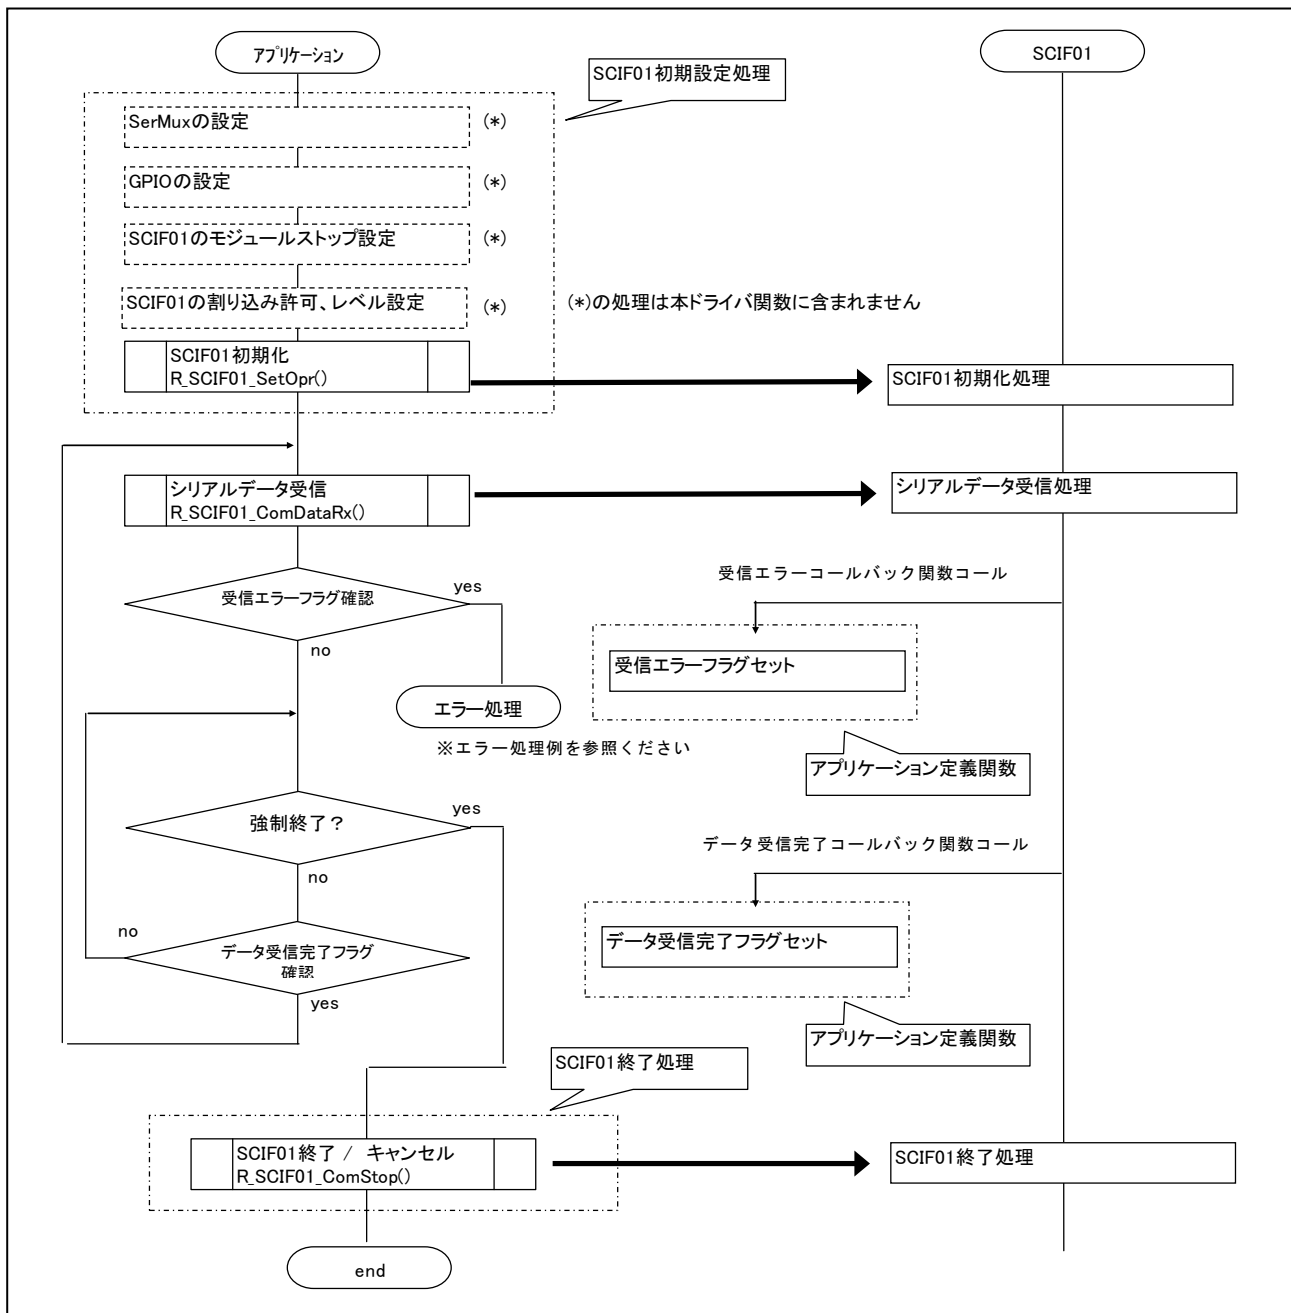 アプリケーション
SCIF01
SCIF01初期設定処理
SerMuxの設定
(*)
GPIOの設定
(*)
SCIF01のモジュールストップ設定
(*)
SCIF01の割り込み許可、レベル設定
(*)
(*)の処理は本ドライバ関数に含まれません
SCIF01初期化
R_SCIF01_SetOpr()
SCIF01初期化処理
シリアルデータ受信
R_SCIF01_ComDataRx()
シリアルデータ受信処理
受信エラーフラグ確認
yes
no
受信エラーコールバック関数コール
受信エラーフラグセット
エラー処理
※エラー処理例を参照ください
アプリケーション定義関数
強制終了？
yes
no
データ受信完了コールバック関数コール
データ受信完了フラグセット
no
データ受信完了フラグ
確認
yes
アプリケーション定義関数
SCIF01終了処理
SCIF01終了 / キャンセル
R_SCIF01_ComStop()
SCIF01終了処理
end